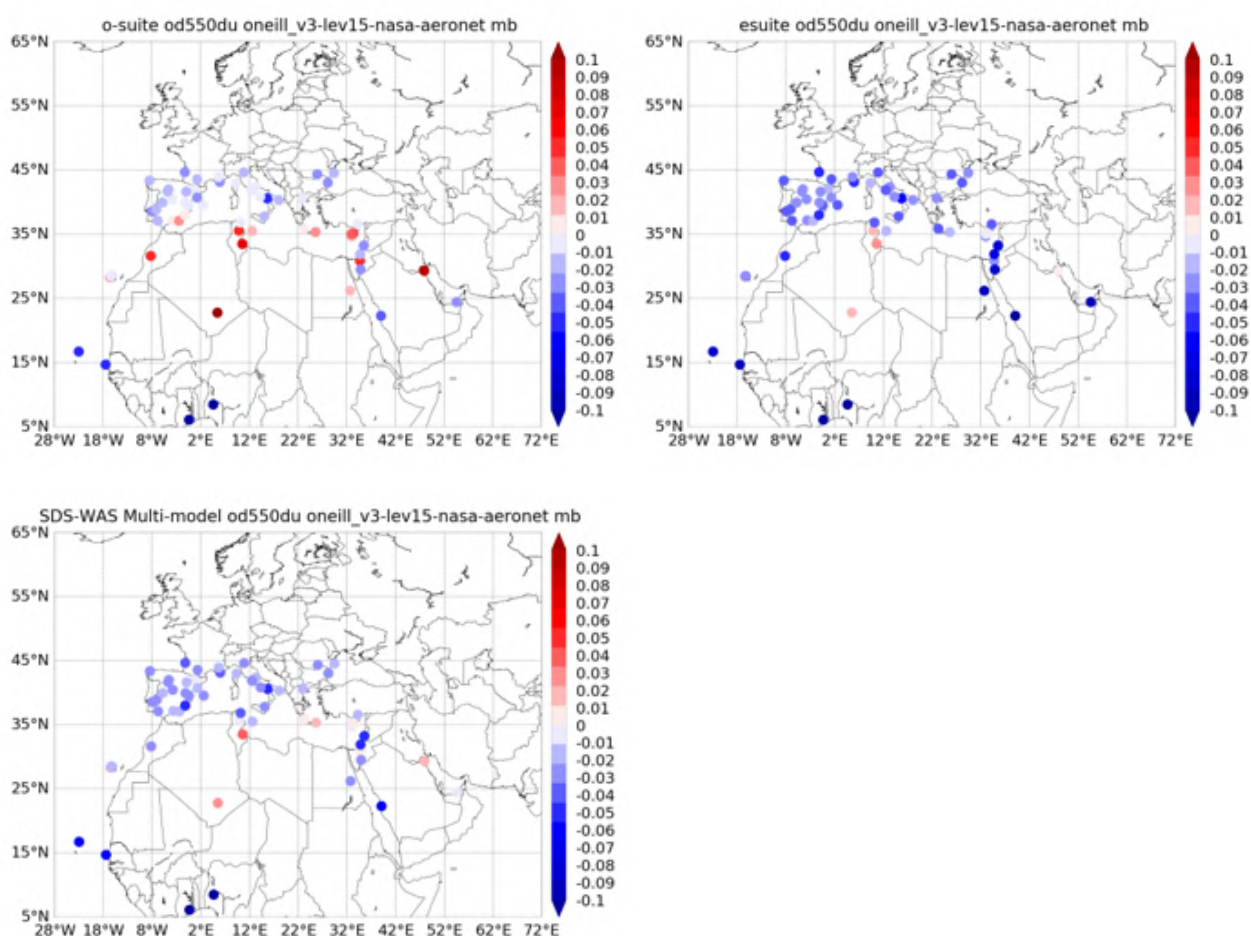 o-suite od550du oneill_v3-lev15-nasa-aeronet mb
65°N
55°N
45°N
35°N
25°N
15°N
5°N
28°W 18°W 8°W 2°E 12°E 22°E 32°E 42°E 52°E 62°E 72°E
0.1
0.09
0.08
0.07
0.06
0.05
0.04
0.03
0.02
0.01
0
-0.01
-0.02
-0.03
-0.04
-0.05
-0.06
-0.07
-0.08
-0.09
-0.1
esuite od550du oneill_v3-lev15-nasa-aeronet mb
65°N
55°N
45°N
35°N
25°N
15°N
5°N
28°W 18°W 8°W 2°E 12°E 22°E 32°E 42°E 52°E 62°E 72°E
0.1
0.09
0.08
0.07
0.06
0.05
0.04
0.03
0.02
0.01
0
-0.01
-0.02
-0.03
-0.04
-0.05
-0.06
-0.07
-0.08
-0.09
-0.1
SDS-WAS Multi-model od550du oneill_v3-lev15-nasa-aeronet mb
65°N
55°N
45°N
35°N
25°N
15°N
5°N
28°W 18°W 8°W 2°E 12°E 22°E 32°E 42°E 52°E 62°E 72°E
0.1
0.09
0.08
0.07
0.06
0.05
0.04
0.03
0.02
0.01
0
-0.01
-0.02
-0.03
-0.04
-0.05
-0.06
-0.07
-0.08
-0.09
-0.1